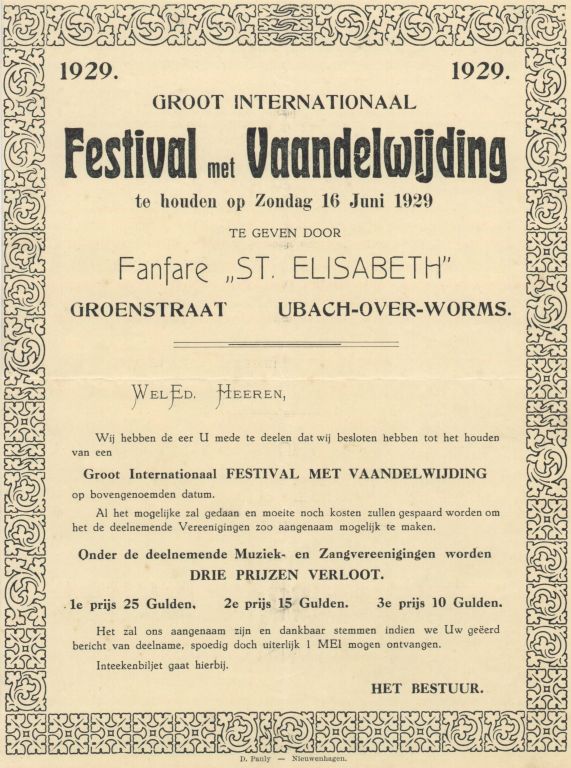 1929. 1929.
GROOT INTERNATIONAAL
Festival met Vaandelwijding
te houden op Zondag 16 Juni 1929
TE GEVEN DOOR
Fanfare „ST. ELISABETH"
GROENSTRAAT UBACH-OVER-WORMS.
WelEd. Heeren,
Wij hebben de eer U mede te deelen dat wij besloten hebben tot het houden
van een
Groot Internationaal FESTIVAL MET VAANDELWIJDING
op bovengenoemden datum.
Al het mogelijke zal gedaan en moeite noch kosten zullen gespaard worden om
het de deelnemende Vereenigingen zoo aangenaam mogelijk te maken.
Onder de deelnemende Muziek- en Zangvereenigingen worden
DRIE PRIJZEN VERLOOT.
1e prijs 25 Gulden. 2e prijs 15 Gulden. 3e prijs 10 Gulden.
Het zal ons aangenaam zijn en dankbaar stemmen indien we Uw geëerd
bericht van deelname, spoedig doch uiterlijk 1 MEI mogen ontvangen.
Inteekenbiljet gaat hierbij.
HET BESTUUR.
D. Pauly — Nieuwenhagen.